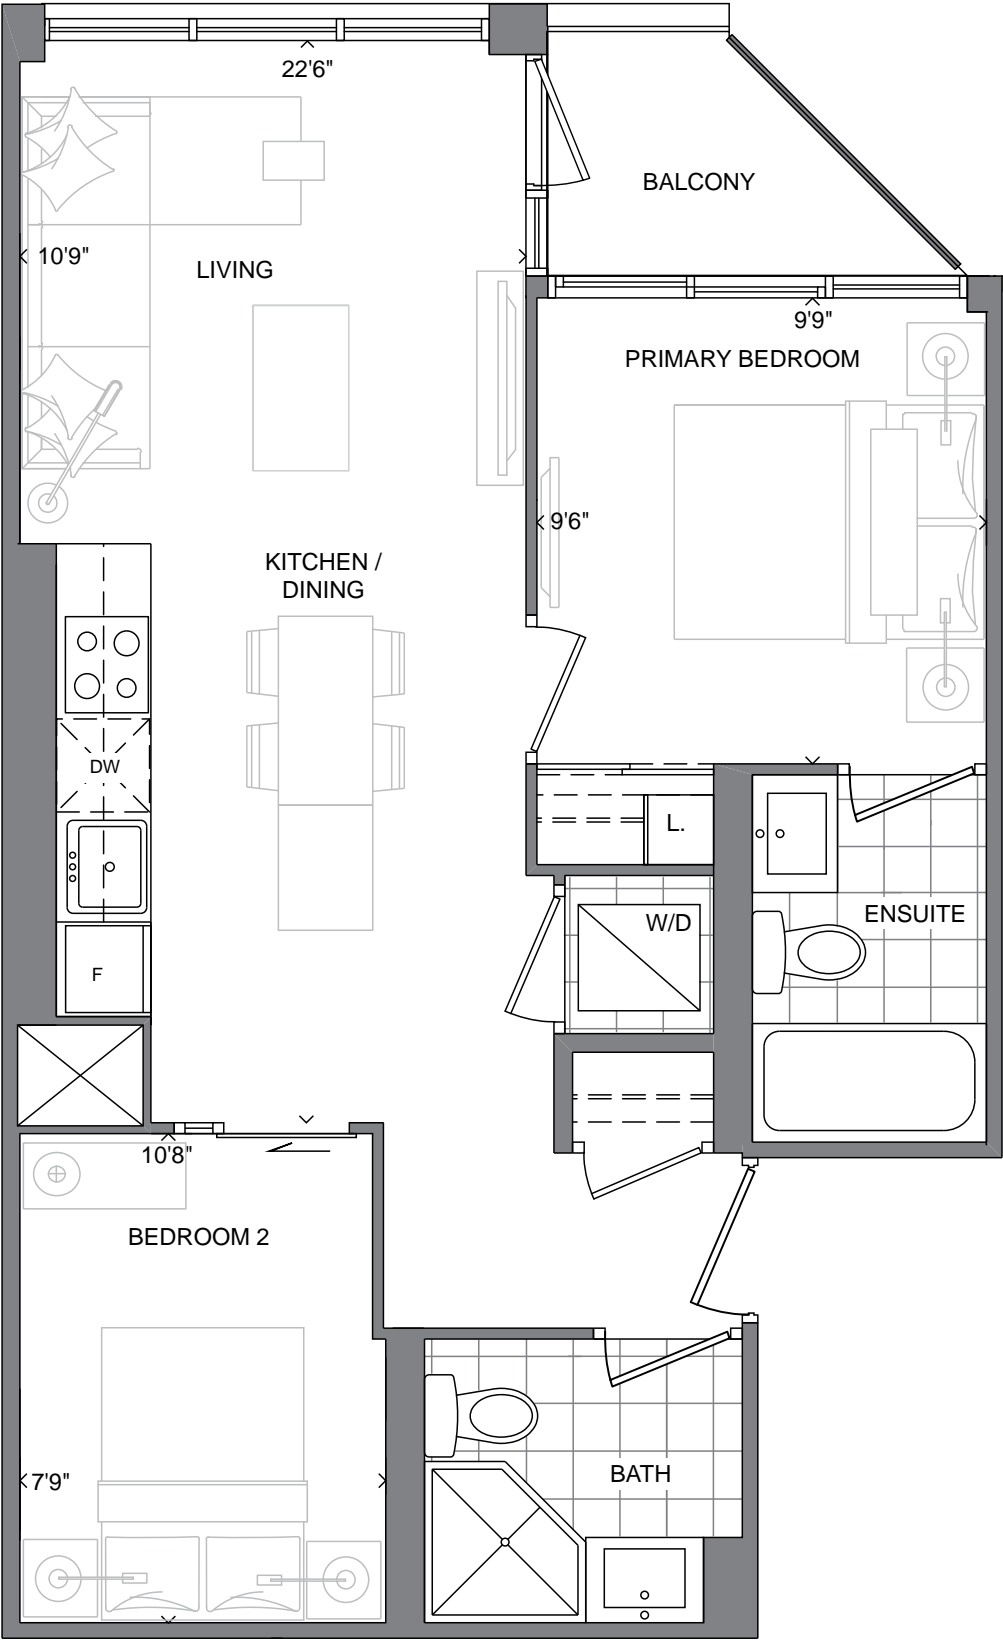 22'6"
BALCONY
10'9"
LIVING
9'9"
PRIMARY BEDROOM
9'6"
KITCHEN /
DINING
DW
L.
W/D
ENSUITE
F
10'8"
BEDROOM 2
7'9"
BATH